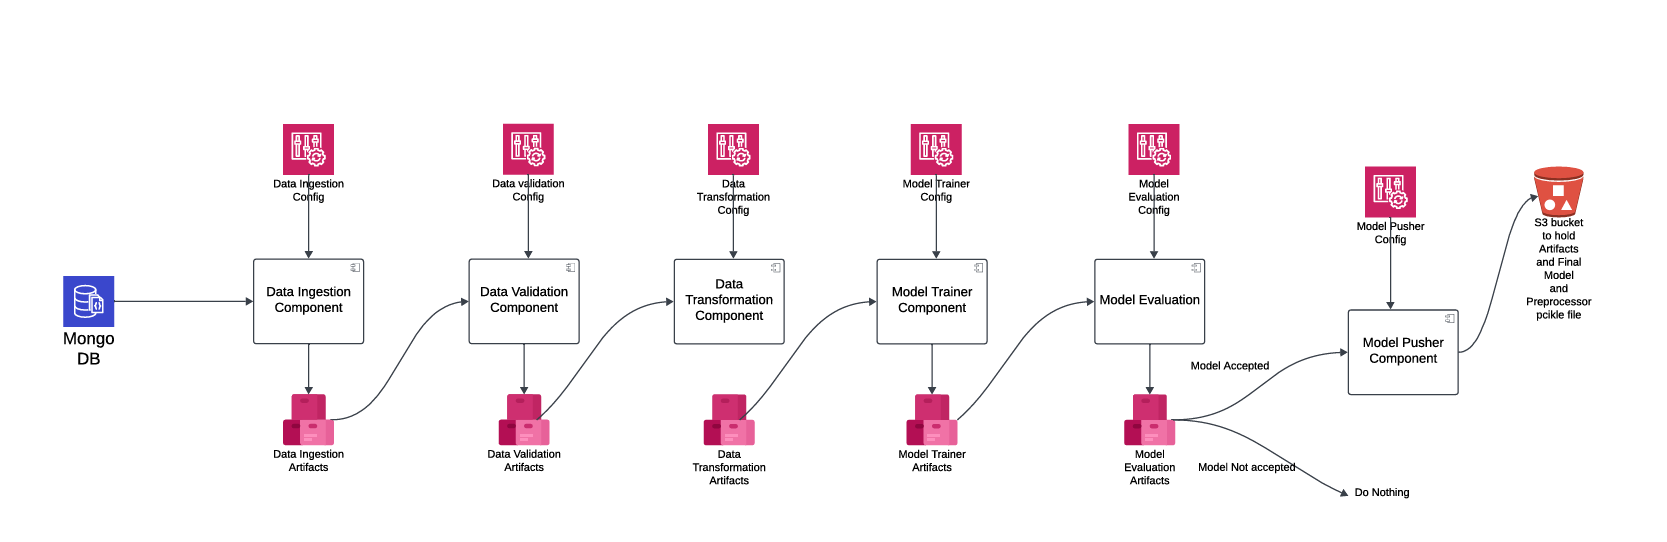 Data Ingestion
Config
Data validation
Config
Data
Transformation
Config
Model Trainer
Config
Model
Evaluation
Config
Model Pusher
Config
S3 bucket
to hold
Artifacts
and Final
Model
and
Preprocessor
pcikle file
Mongo
DB
Data Ingestion
Component
Data Validation
Component
Data
Transformation
Component
Model Trainer
Component
Model Evaluation
Model Pusher
Component
Model Accepted
Model Not accepted
Do Nothing
Data Ingestion
Artifacts
Data Validation
Artifacts
Data
Transformation
Artifacts
Model Trainer
Artifacts
Model
Evaluation
Artifacts